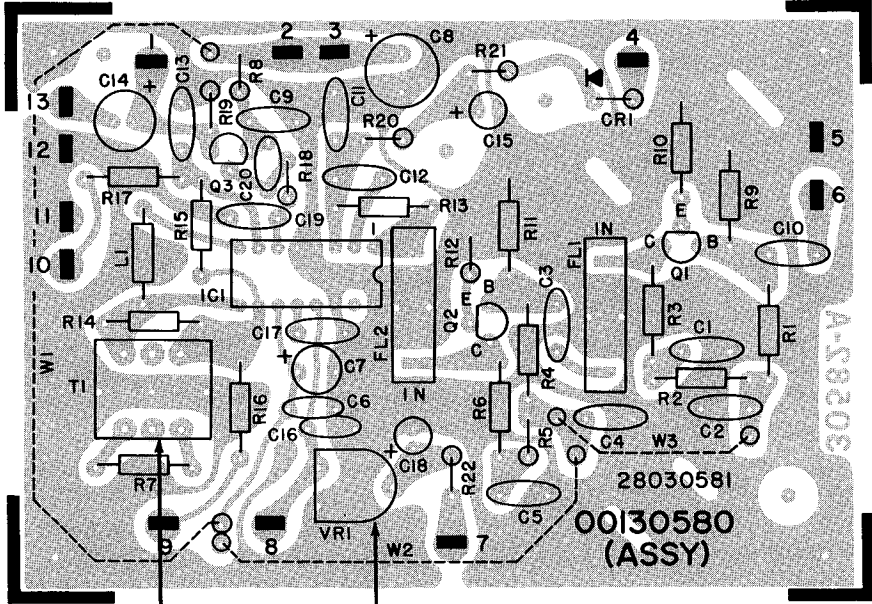 1
2
3
4
C8
R21
C14
+
C13
R19
R8
C9
C11
R20
+
C15
CR1
13
12
R10
5
Q3
C20
R18
C12
R17
E
R9
6
11
R15
C19
R13
R11
IN
C
B
C10
10
L1
IC1
R12
B
E
FL1
Q1
C3
R14
C17
FL2
Q2
C
R3
C1
R1
W1
T1
+
C7
R4
30582-A
R16
C6
IN
R6
R2
C2
C16
+
C18
R5
C4
W3
R7
R22
28030581
VR1
C5
00130580
9
8
W2
7
(ASSY)